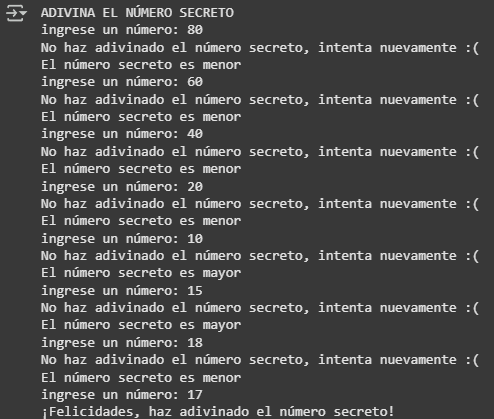 ADIVINA EL NÚMERO SECRETO
ingrese un número: 80
No haz adivinado el número secreto, intenta nuevamente :(
El número secreto es menor
ingrese un número: 60
No haz adivinado el número secreto, intenta nuevamente :(
El número secreto es menor
ingrese un número: 40
No haz adivinado el número secreto, intenta nuevamente :(
El número secreto es menor
ingrese un número: 20
No haz adivinado el número secreto, intenta nuevamente :(
El número secreto es menor
ingrese un número: 10
No haz adivinado el número secreto, intenta nuevamente :(
El número secreto es mayor
ingrese un número: 15
No haz adivinado el número secreto, intenta nuevamente :(
El número secreto es mayor
ingrese un número: 18
No haz adivinado el número secreto, intenta nuevamente :(
El número secreto es menor
ingrese un número: 17
¡Felicidades, haz adivinado el número secreto!